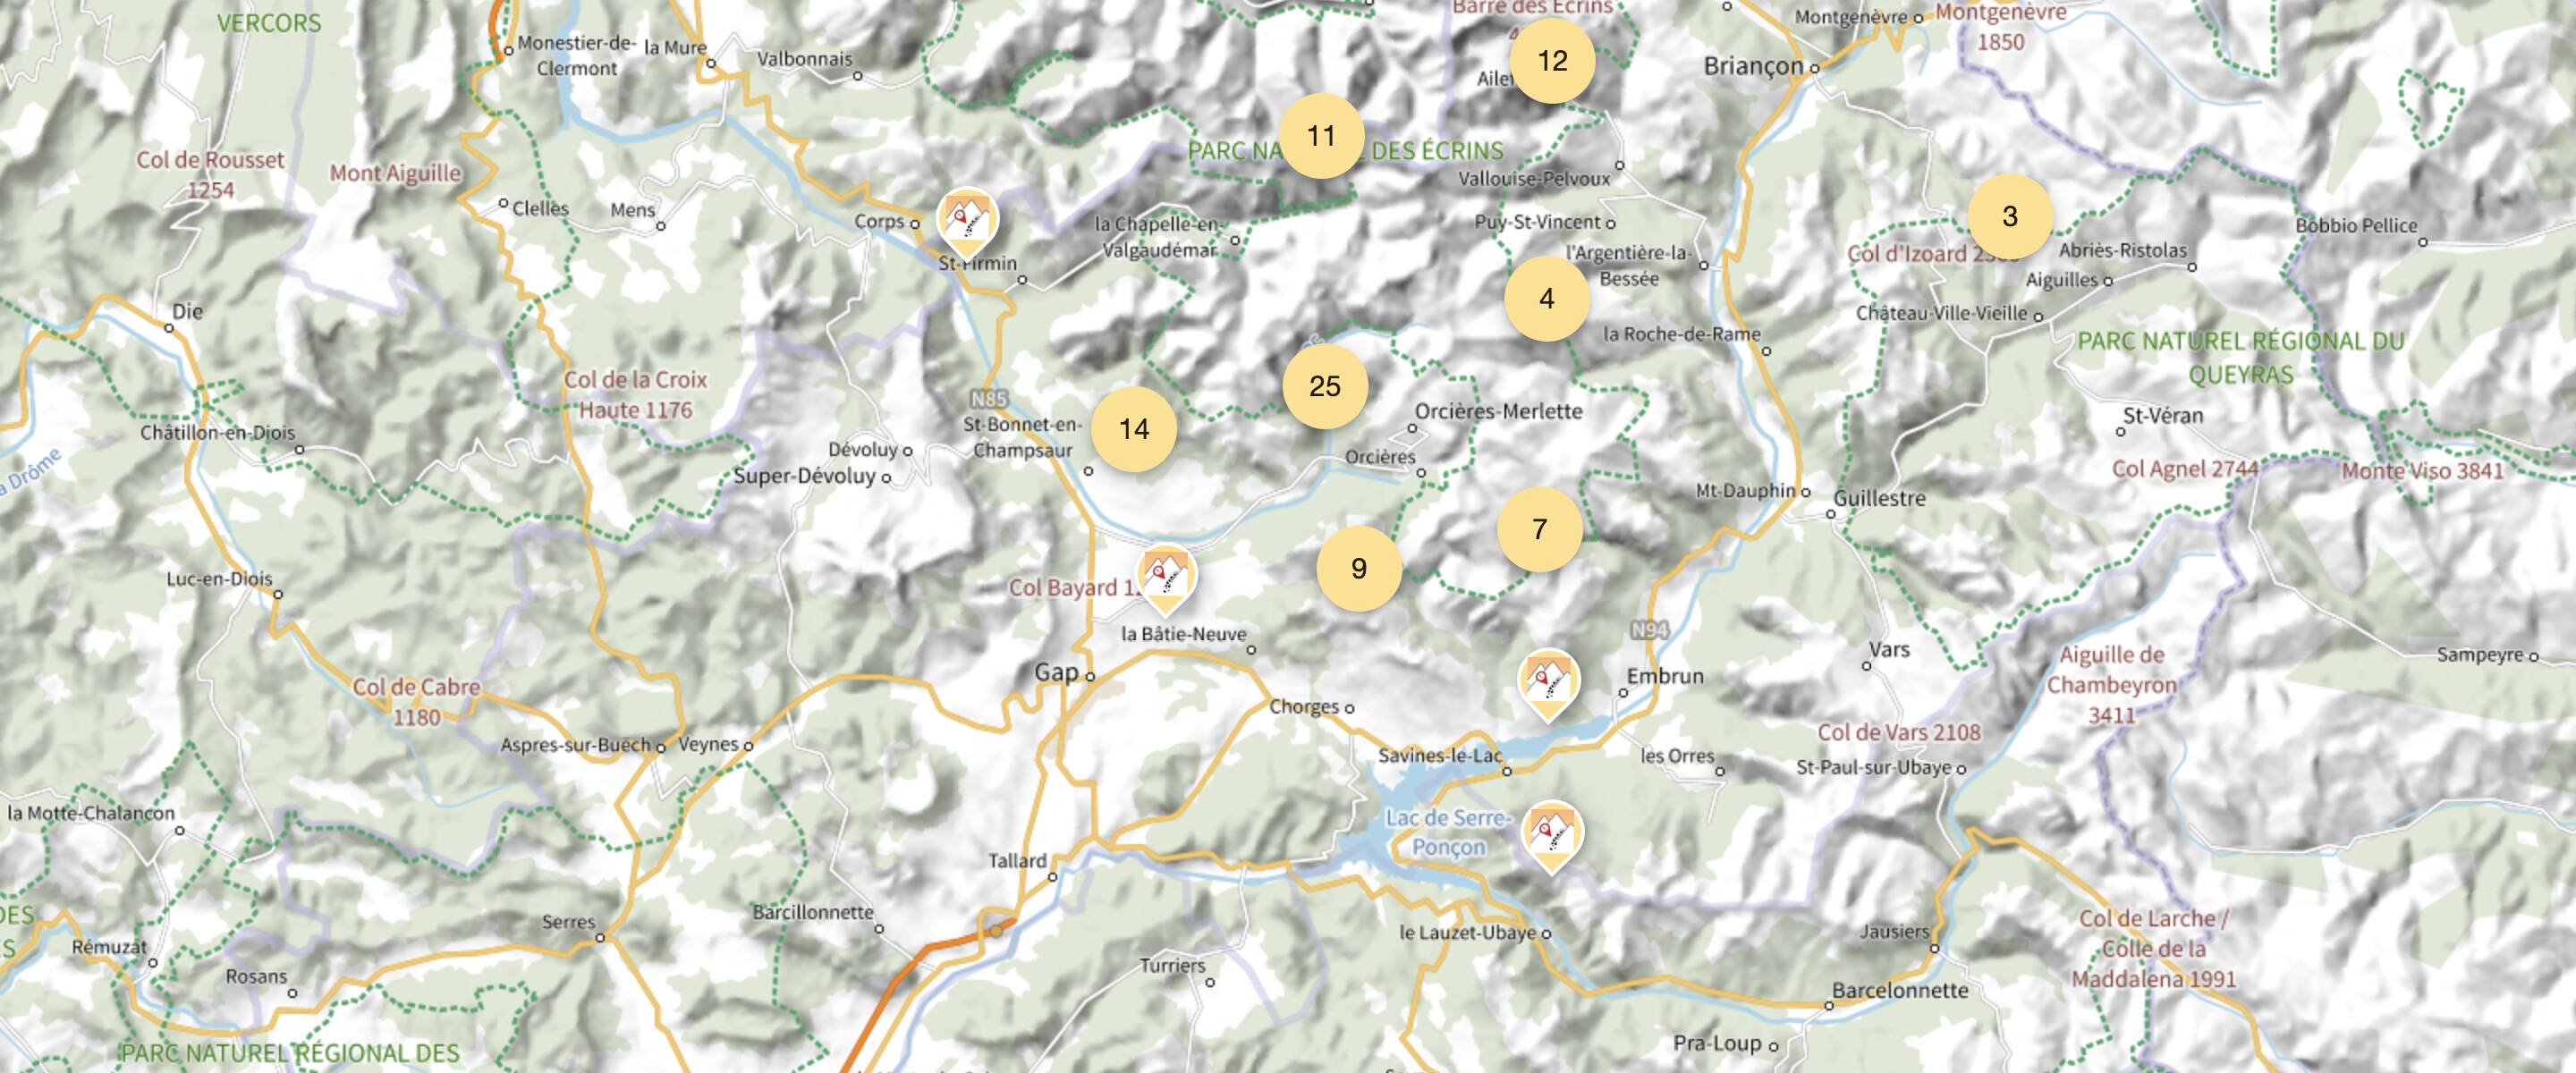 VERCORS
Monestier-de-
Clermont
la Mure
Valbonnais
Barre des Écrins
12
Montgenèvre
Montgenèvre
1850
Briançon
11
PARC
DES ÉCRINS
Col de Rousset
1254
Mont Aiguille
Vallouise-Pelvoux
Clelles
Mens
Corps
la Chapelle-en-
Valgaudémar
Puy-St-Vincent
3
Bobbio Pellice
St-Firmin
l'Argentière-la-
Bessée
Col d'Izoard
Abriès-Ristolas
Aiguilles
4
Die
Château-Ville-Vieille
la Roche-de-Rame
PARC NATUREL RÉGIONAL DU
QUEYRAS
Col de la Croix
Haute 1176
25
N85
Orcières-Merlette
St-Véran
14
St-Bonnet-en-
Champsaur
Châtillon-en-Diois
Dévoluy
Orcières
Super-Dévoluy
Col Agnel 2744
Monte Viso 3841
Drôme
Mt-Dauphin
Guillestre
7
9
Luc-en-Diois
Col Bayard
la Bâtie-Neuve
N94
Vars
Aiguille de
Chambeyron
3411
Sampeyre
Gap
Embrun
Col de Cabre
1180
Chorges
Col de Vars 2108
Aspres-sur-Buëch
Veynes
Savines-le-Lac
les Orres
St-Paul-sur-Ubaye
la Motte-Chalancon
Lac de Serre-
Ponçon
Tallard
Serres
Barcillonnette
le Lauzet-Ubaye
Jausiers
Col de Larche /
Colle de la
Maddalena 1991
Rémuzat
Rosans
Turriers
Barcelonnette
Pra-Loup
PARC NATUREL RÉGIONAL DES